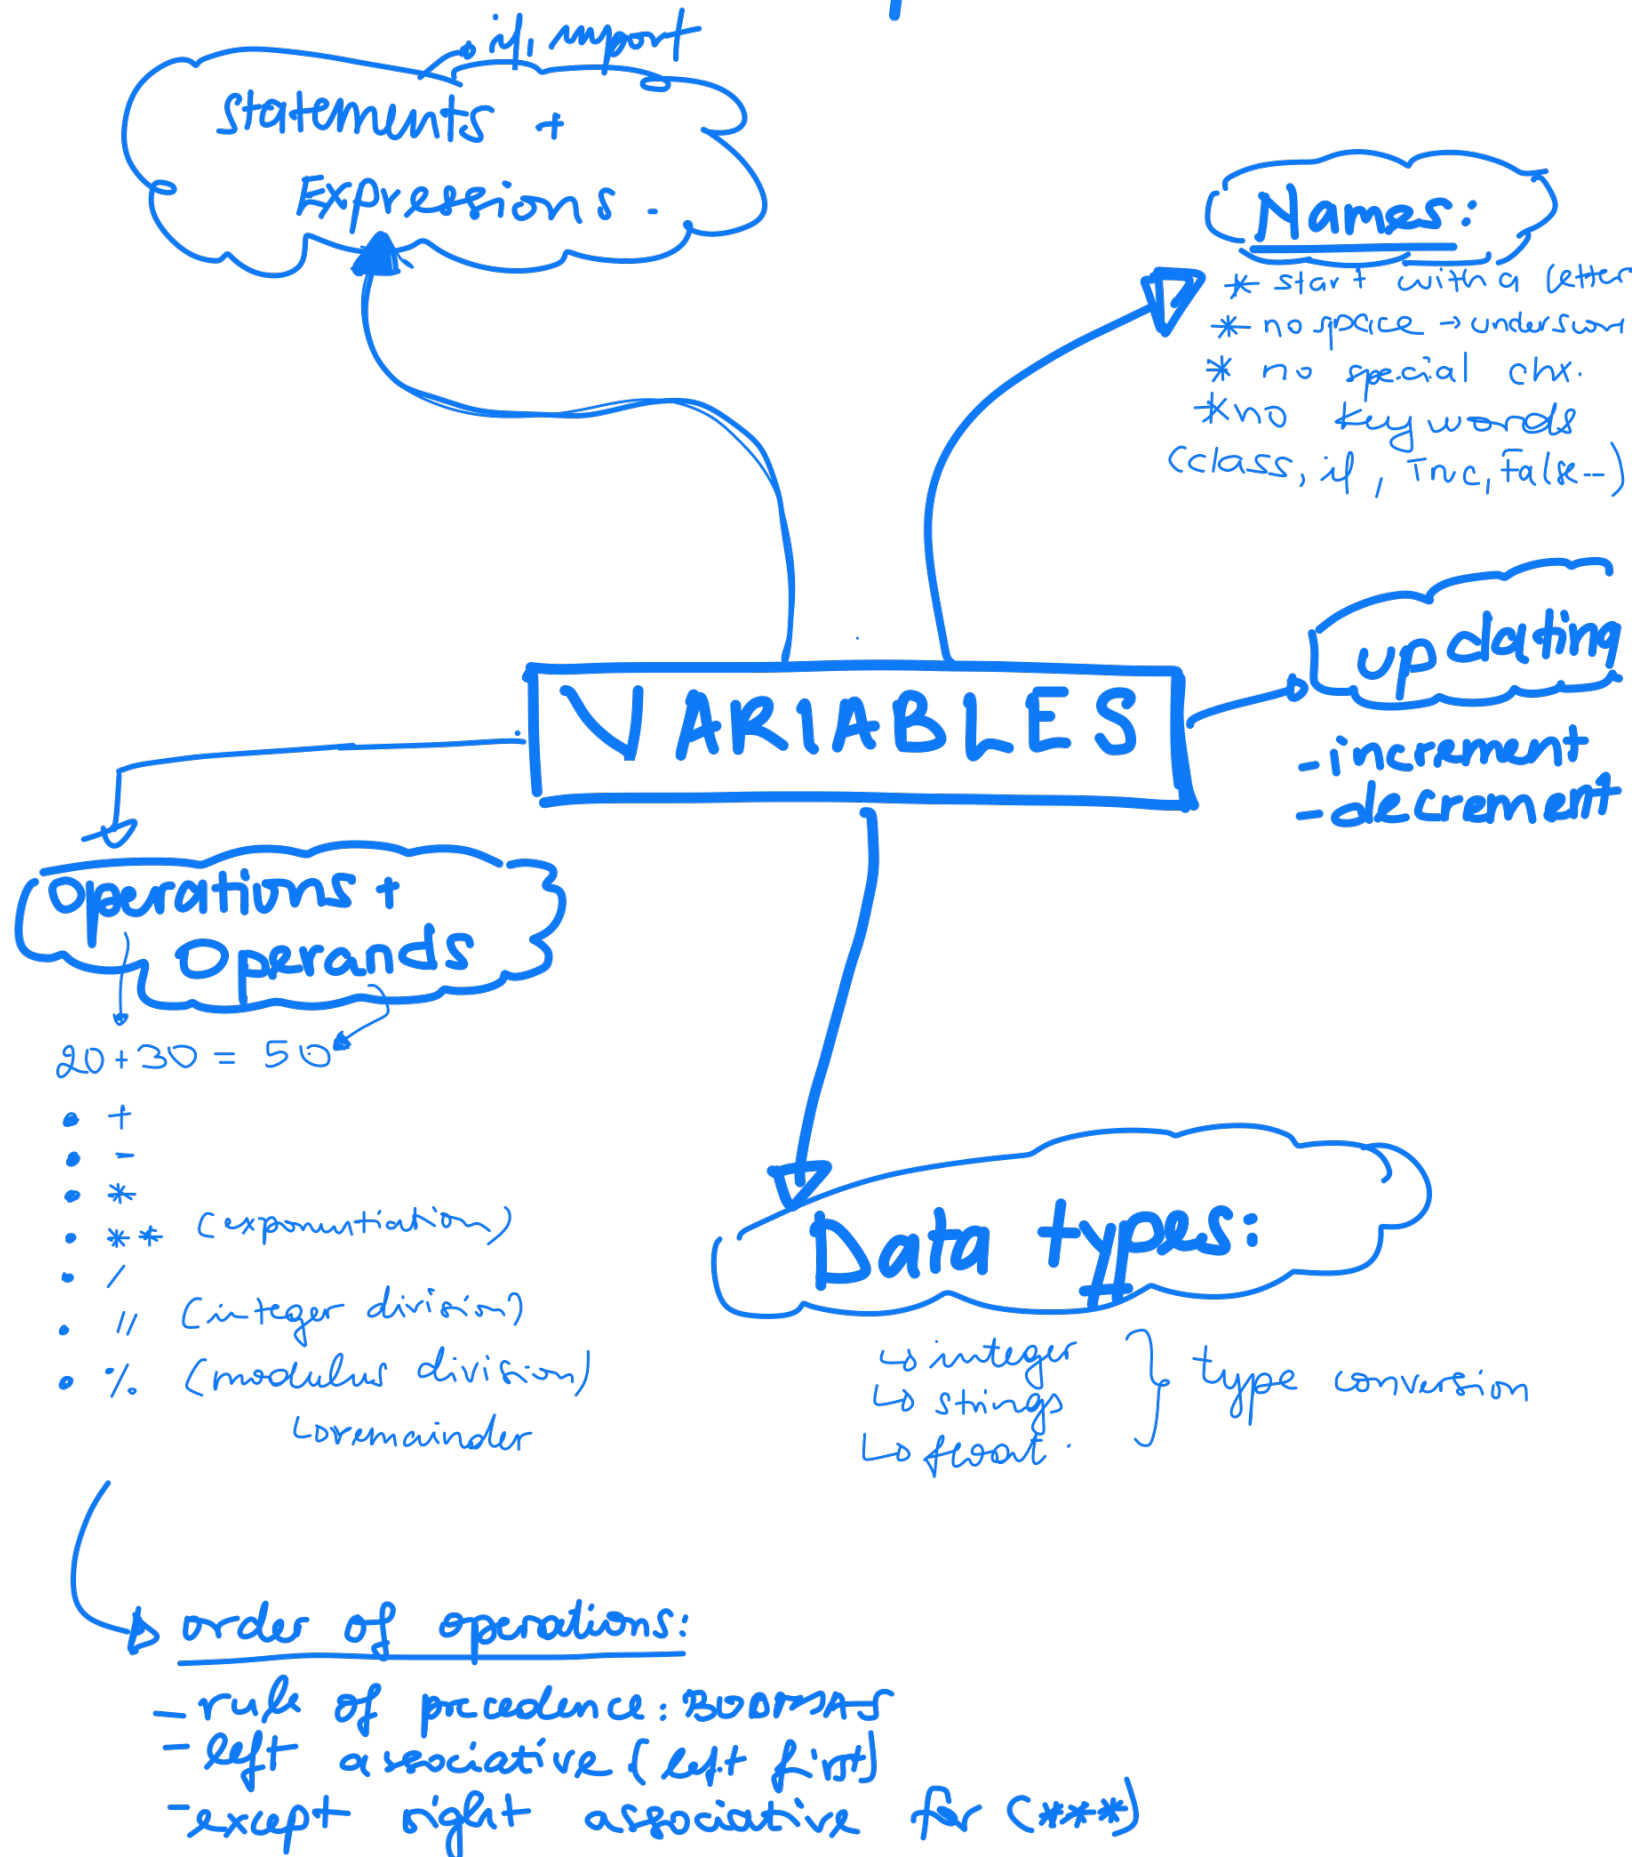 if, import
statements +
Expressions.
Names:
* start with a letter
* no space → underscor
* no special chx.
* no keywords
(class, if, True, False--)
VARIABLES
updating
- increment
- decrement
operations +
operands
20+30 = 50
• +
• -
• *
• ** (exponentiation)
• /
• // (integer division)
• % (modulus division)
↳ remainder
Data types:
↳ integer
↳ strings
↳ float.
} type conversion
order of operations:
- rule of precedence: BODMAS
- left associative (left first)
- except right associative for (***)